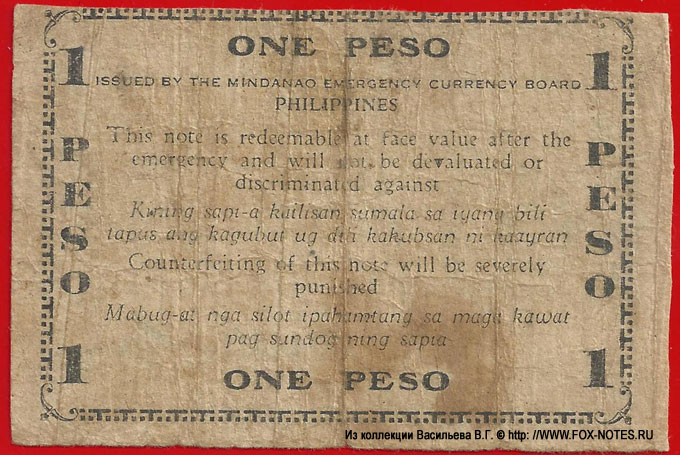 1 ONE PESO 1
ISSUED BY THE MINDANAO EMERGENCY CURRENCY BOARD
PHILIPPINES
This note is redeemable at face value after the
emergency and will not be devaluated or
discriminated against
Kining sapi-a kailisan sumala sa iyang bili
tapus ang kagubut ug dili kakubsan ni kaayran
Counterfeiting of this note will be severely
punished
Mabug-at nga silot ipahamtang sa mga kawat
pag sundog ning sapia
PESO
PESO
1 ONE PESO 1
Из коллекции Васильева В.Г. © http: //WWW.FOX-NOTES.RU